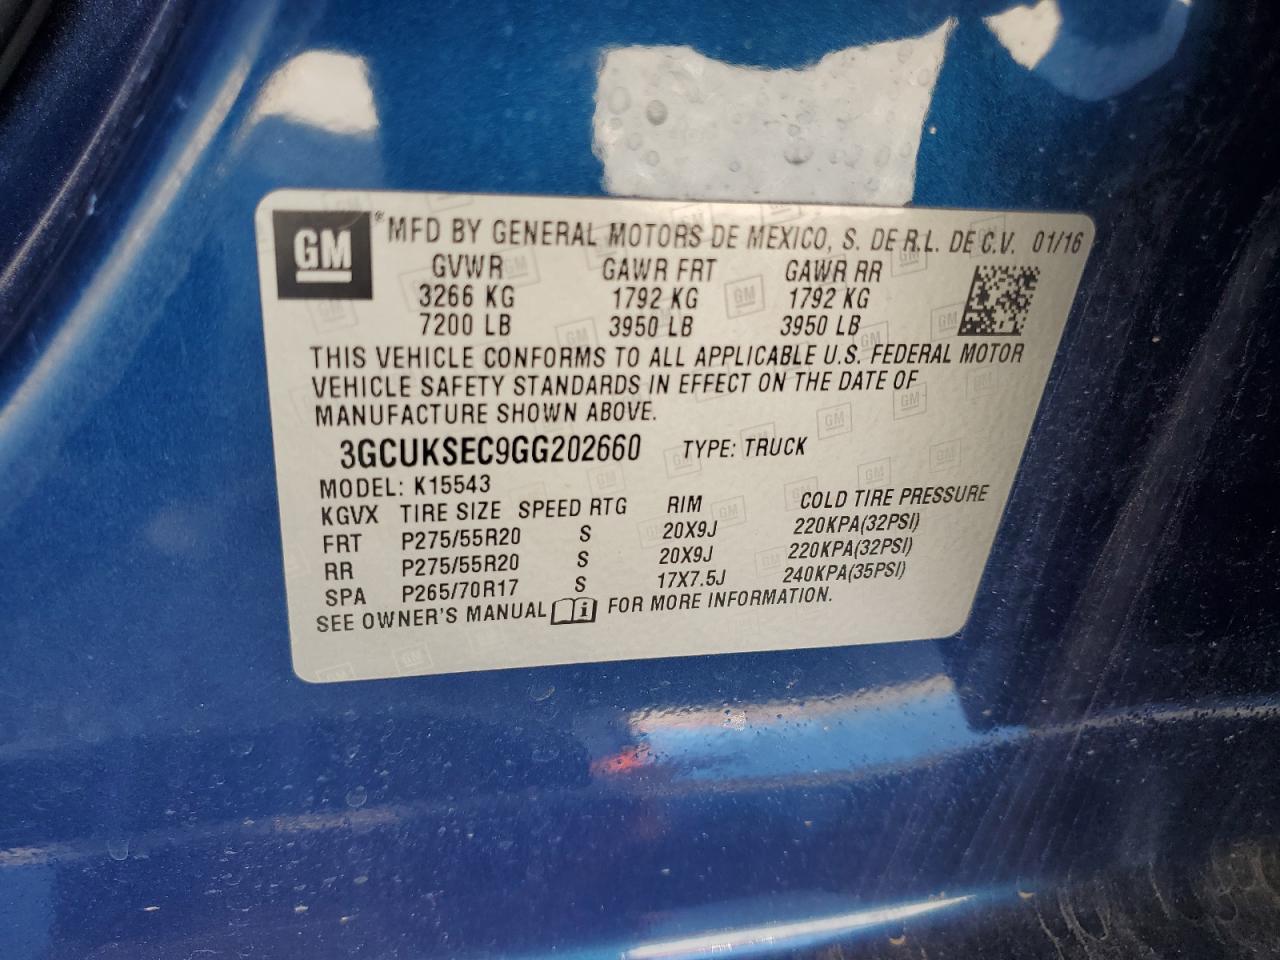 GM ® MFD BY GENERAL MOTORS DE MEXICO, S. DE R.L. DE C.V. 01/16
GVWR GAWR FRT GAWR RR
3266 KG 1792 KG 1792 KG
7200 LB 3950 LB 3950 LB
THIS VEHICLE CONFORMS TO ALL APPLICABLE U.S. FEDERAL MOTOR
VEHICLE SAFETY STANDARDS IN EFFECT ON THE DATE OF
MANUFACTURE SHOWN ABOVE.
3GCUKSEC9GG202660 TYPE: TRUCK
MODEL: K15543
KGVX TIRE SIZE SPEED RTG RIM COLD TIRE PRESSURE
FRT P275/55R20 S 20X9J 220KPA(32PSI)
RR P275/55R20 S 20X9J 220KPA(32PSI)
SPA P265/70R17 S 17X7.5J 240KPA(35PSI)
SEE OWNER'S MANUAL i FOR MORE INFORMATION.